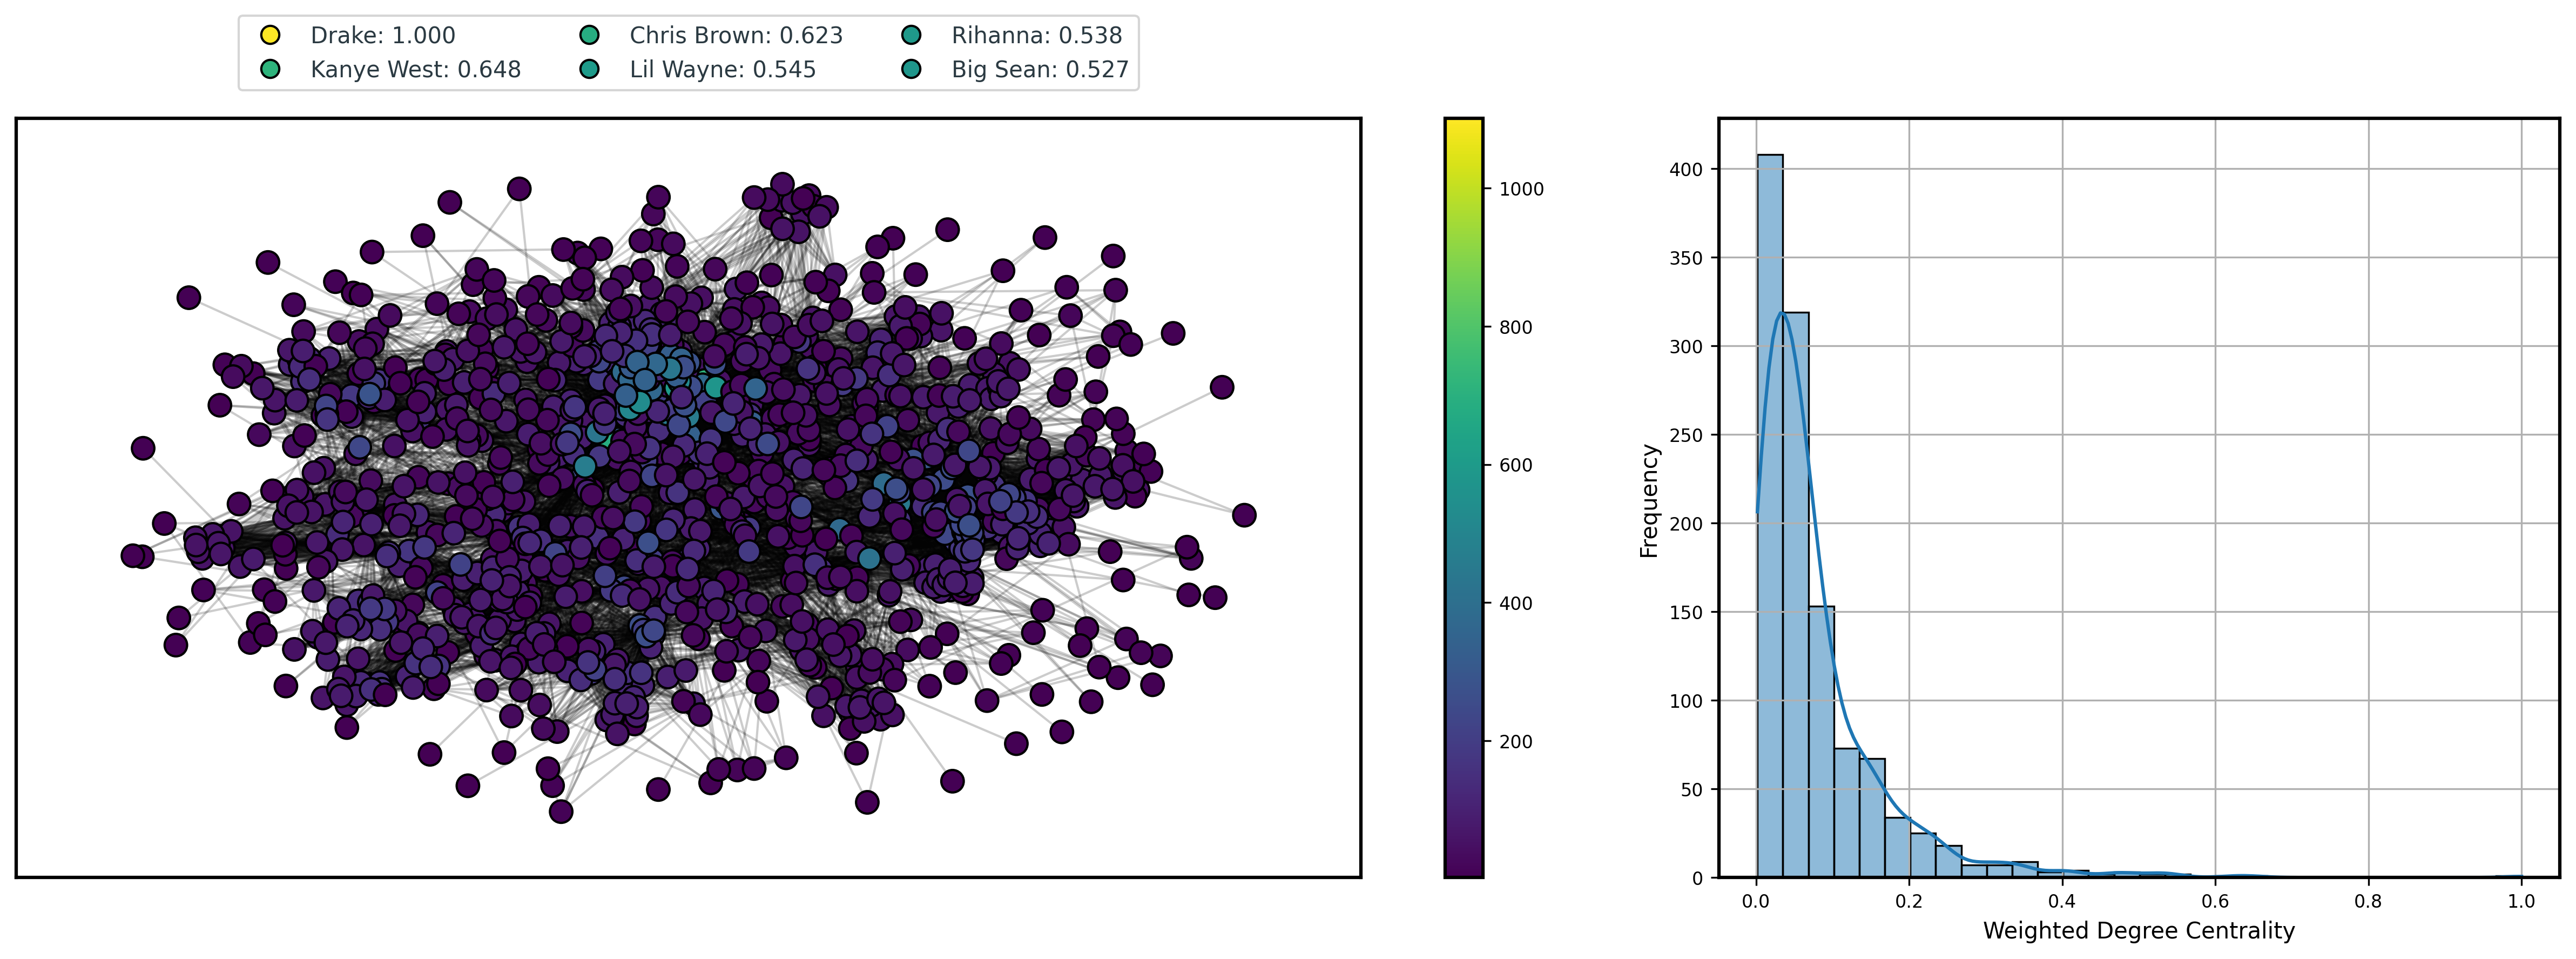 Drake: 1.000
Kanye West: 0.648
Chris Brown: 0.623
Lil Wayne: 0.545
Rihanna: 0.538
Big Sean: 0.527
1000
800
600
400
200
Frequency
400
350
300
250
200
150
100
50
0
0.0 0.2 0.4 0.6 0.8 1.0
Weighted Degree Centrality